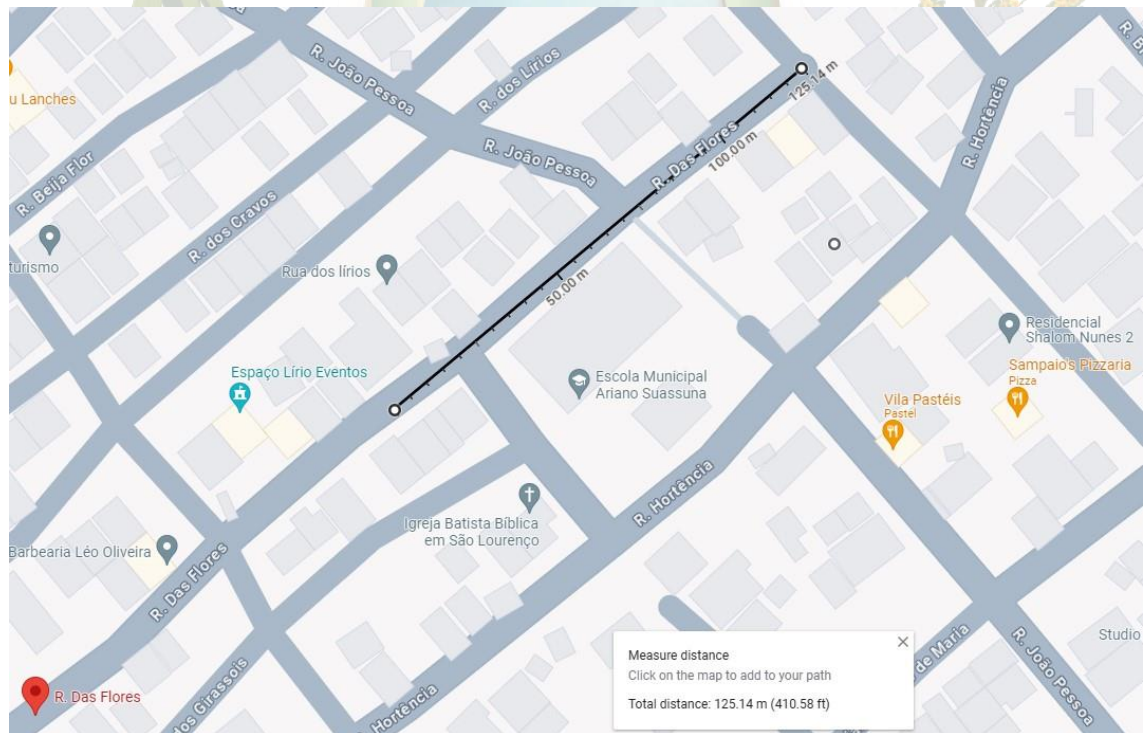 R. João Pessoa
R. dos Lírios
125.14 m
u Lanches
R. Hortência
R. João Pessoa
R. Das Flores
100.00 m
R. Beija Flor
R. dos Cravos
turismo
Rua dos lírios
50.00 m
Residencial
Shalom Nunes 2
Espaço Lírio Eventos
Escola Municipal
Ariano Suassuna
Sampaio's Pizzaria
Pizza
Vila Pastéis
Pastel
R. Hortência
Igreja Batista Bíblica
em São Lourenço
Barbearia Léo Oliveira
R. Das Flores
Studio
Measure distance
Click on the map to add to your path
Total distance: 125.14 m (410.58 ft)
de Maria
R. João Pessoa
R. Das Flores
dos Girassois
Hortência